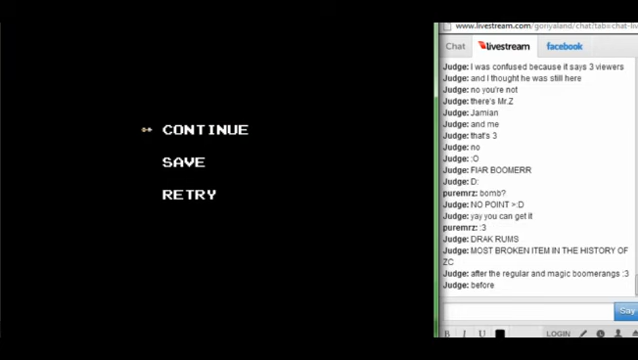 CONTINUE
SAVE
RETRY
www.livestream.com/goriyaland/chat?tab=chat-li
Chat
livestream
facebook
Judge: I was confused because it says 3 viewers
Judge: and I thought he was still here
Judge: no you're not
Judge: there's Mr.Z
Judge: Jamian
Judge: and me
Judge: that's 3
Judge: no
Judge: :O
Judge: FIAR BOOMERR
Judge: D:
puremrz: bomb?
Judge: NO POINT >:D
Judge: yay you can get it
puremrz: :3
Judge: DRAK RUMS
Judge: MOST BROKEN ITEM IN THE HISTORY OF
ZC
Judge: after the regular and magic boomerangs :3
Judge: before
Say
B I U
LOGIN